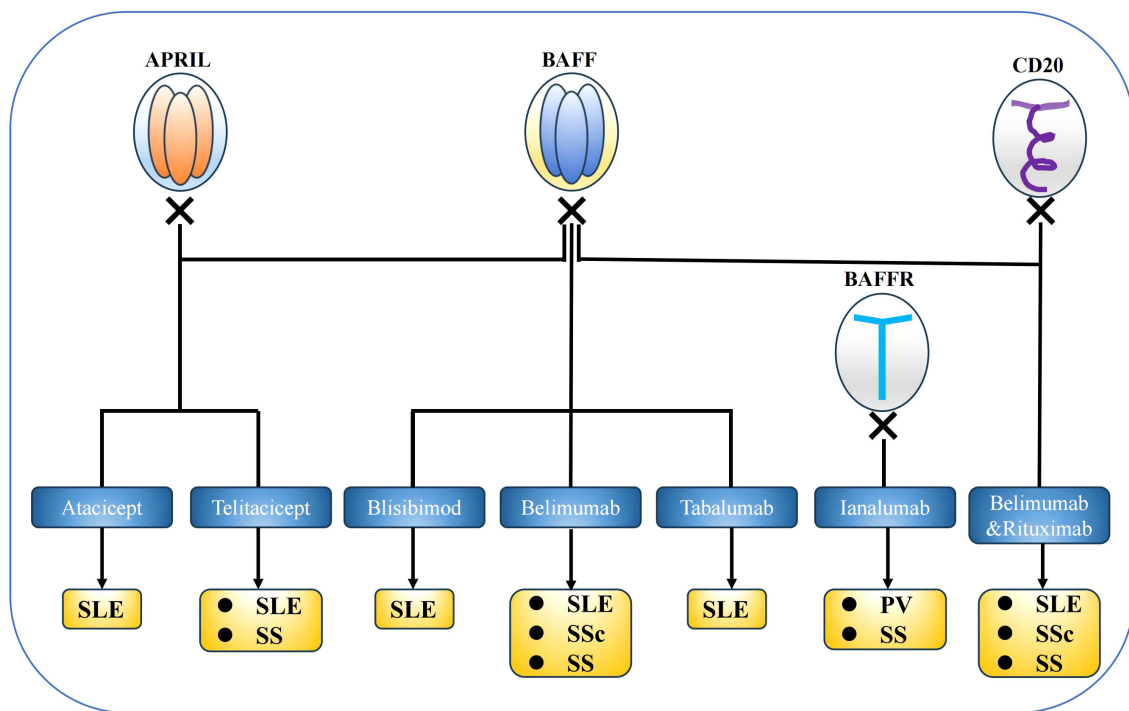 APRIL
BAFF
CD20
BAFFR
Atacicept
Telitacicept
Blisibimod
Belimumab
Tabalumab
Ianalumab
Belimumab
&Rituximab
SLE
● SLE
● SS
SLE
● SLE
● SSc
● SS
SLE
● PV
● SS
● SLE
● SSc
● SS